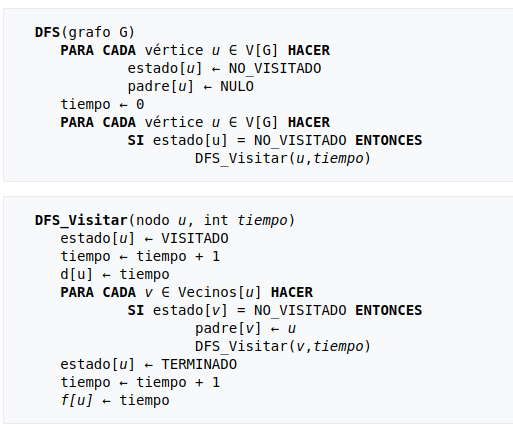 DFS(grafo G)
PARA CADA vértice u ∈ V[G] HACER
estado[u] ← NO_VISITADO
padre[u] ← NULO
tiempo ← 0
PARA CADA vértice u ∈ V[G] HACER
SI estado[u] = NO_VISITADO ENTONCES
DFS_Visitar(u,tiempo)
DFS_Visitar(nodo u, int tiempo)
estado[u] ← VISITADO
tiempo ← tiempo + 1
d[u] ← tiempo
PARA CADA v ∈ Vecinos[u] HACER
SI estado[v] = NO_VISITADO ENTONCES
padre[v] ← u
DFS_Visitar(v,tiempo)
estado[u] ← TERMINADO
tiempo ← tiempo + 1
f[u] ← tiempo